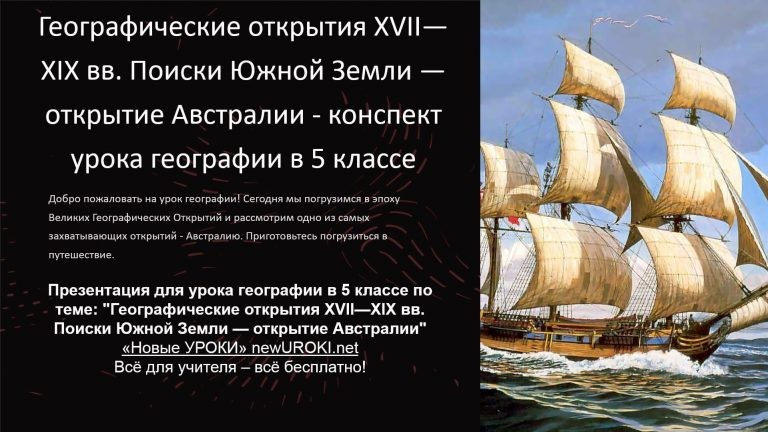 Географические открытия XVII—
XIX вв. Поиски Южной Земли —
открытие Австралии - конспект
урока географии в 5 классе
Добро пожаловать на урок географии! Сегодня мы погрузимся в эпоху
Великих Географических Открытий и рассмотрим одно из самых
захватывающих открытий - Австралию. Приготовьтесь погрузиться в
путешествие.
Презентация для урока географии в 5 классе по
теме: "Географические открытия XVII—XIX вв.
Поиски Южной Земли — открытие Австралии"
«Новые УРОКИ» newUROKI.net
Всё для учителя – всё бесплатно!